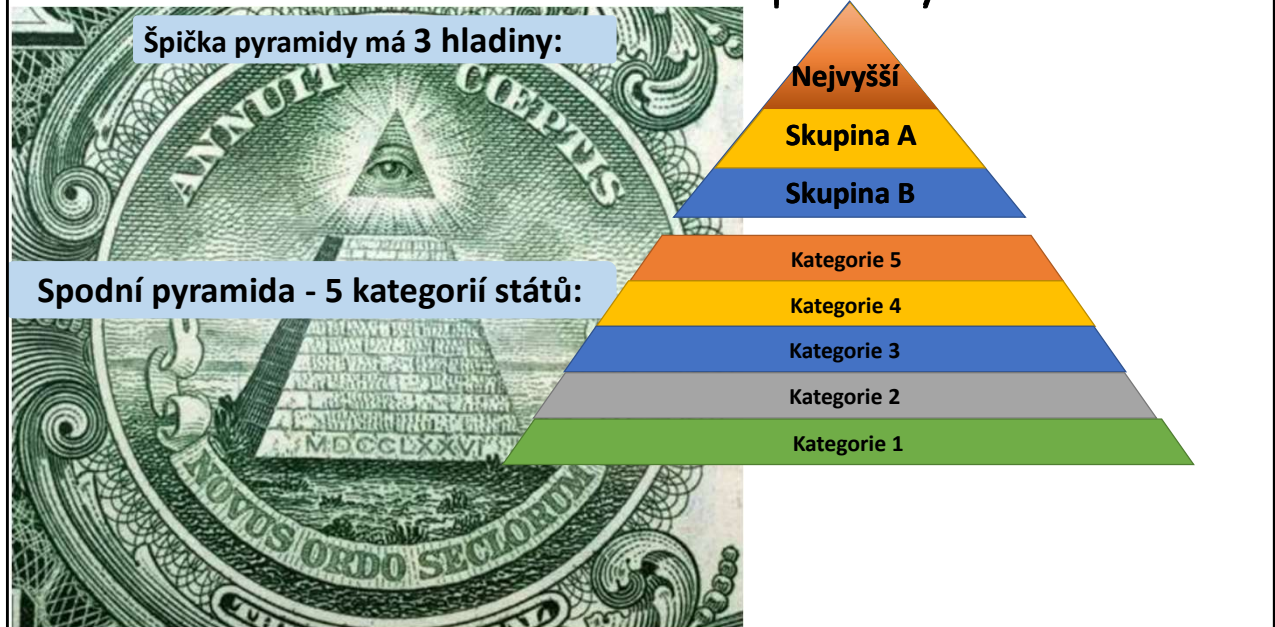 Špička pyramidy má 3 hladiny:
ANNUIT CŒPTIS
Nejvyšší
Skupina A
Skupina B
Spodní pyramida - 5 kategorií států:
Kategorie 5
Kategorie 4
Kategorie 3
Kategorie 2
Kategorie 1
MDCCLXXVI
NOVUS ORDO SECLORUM